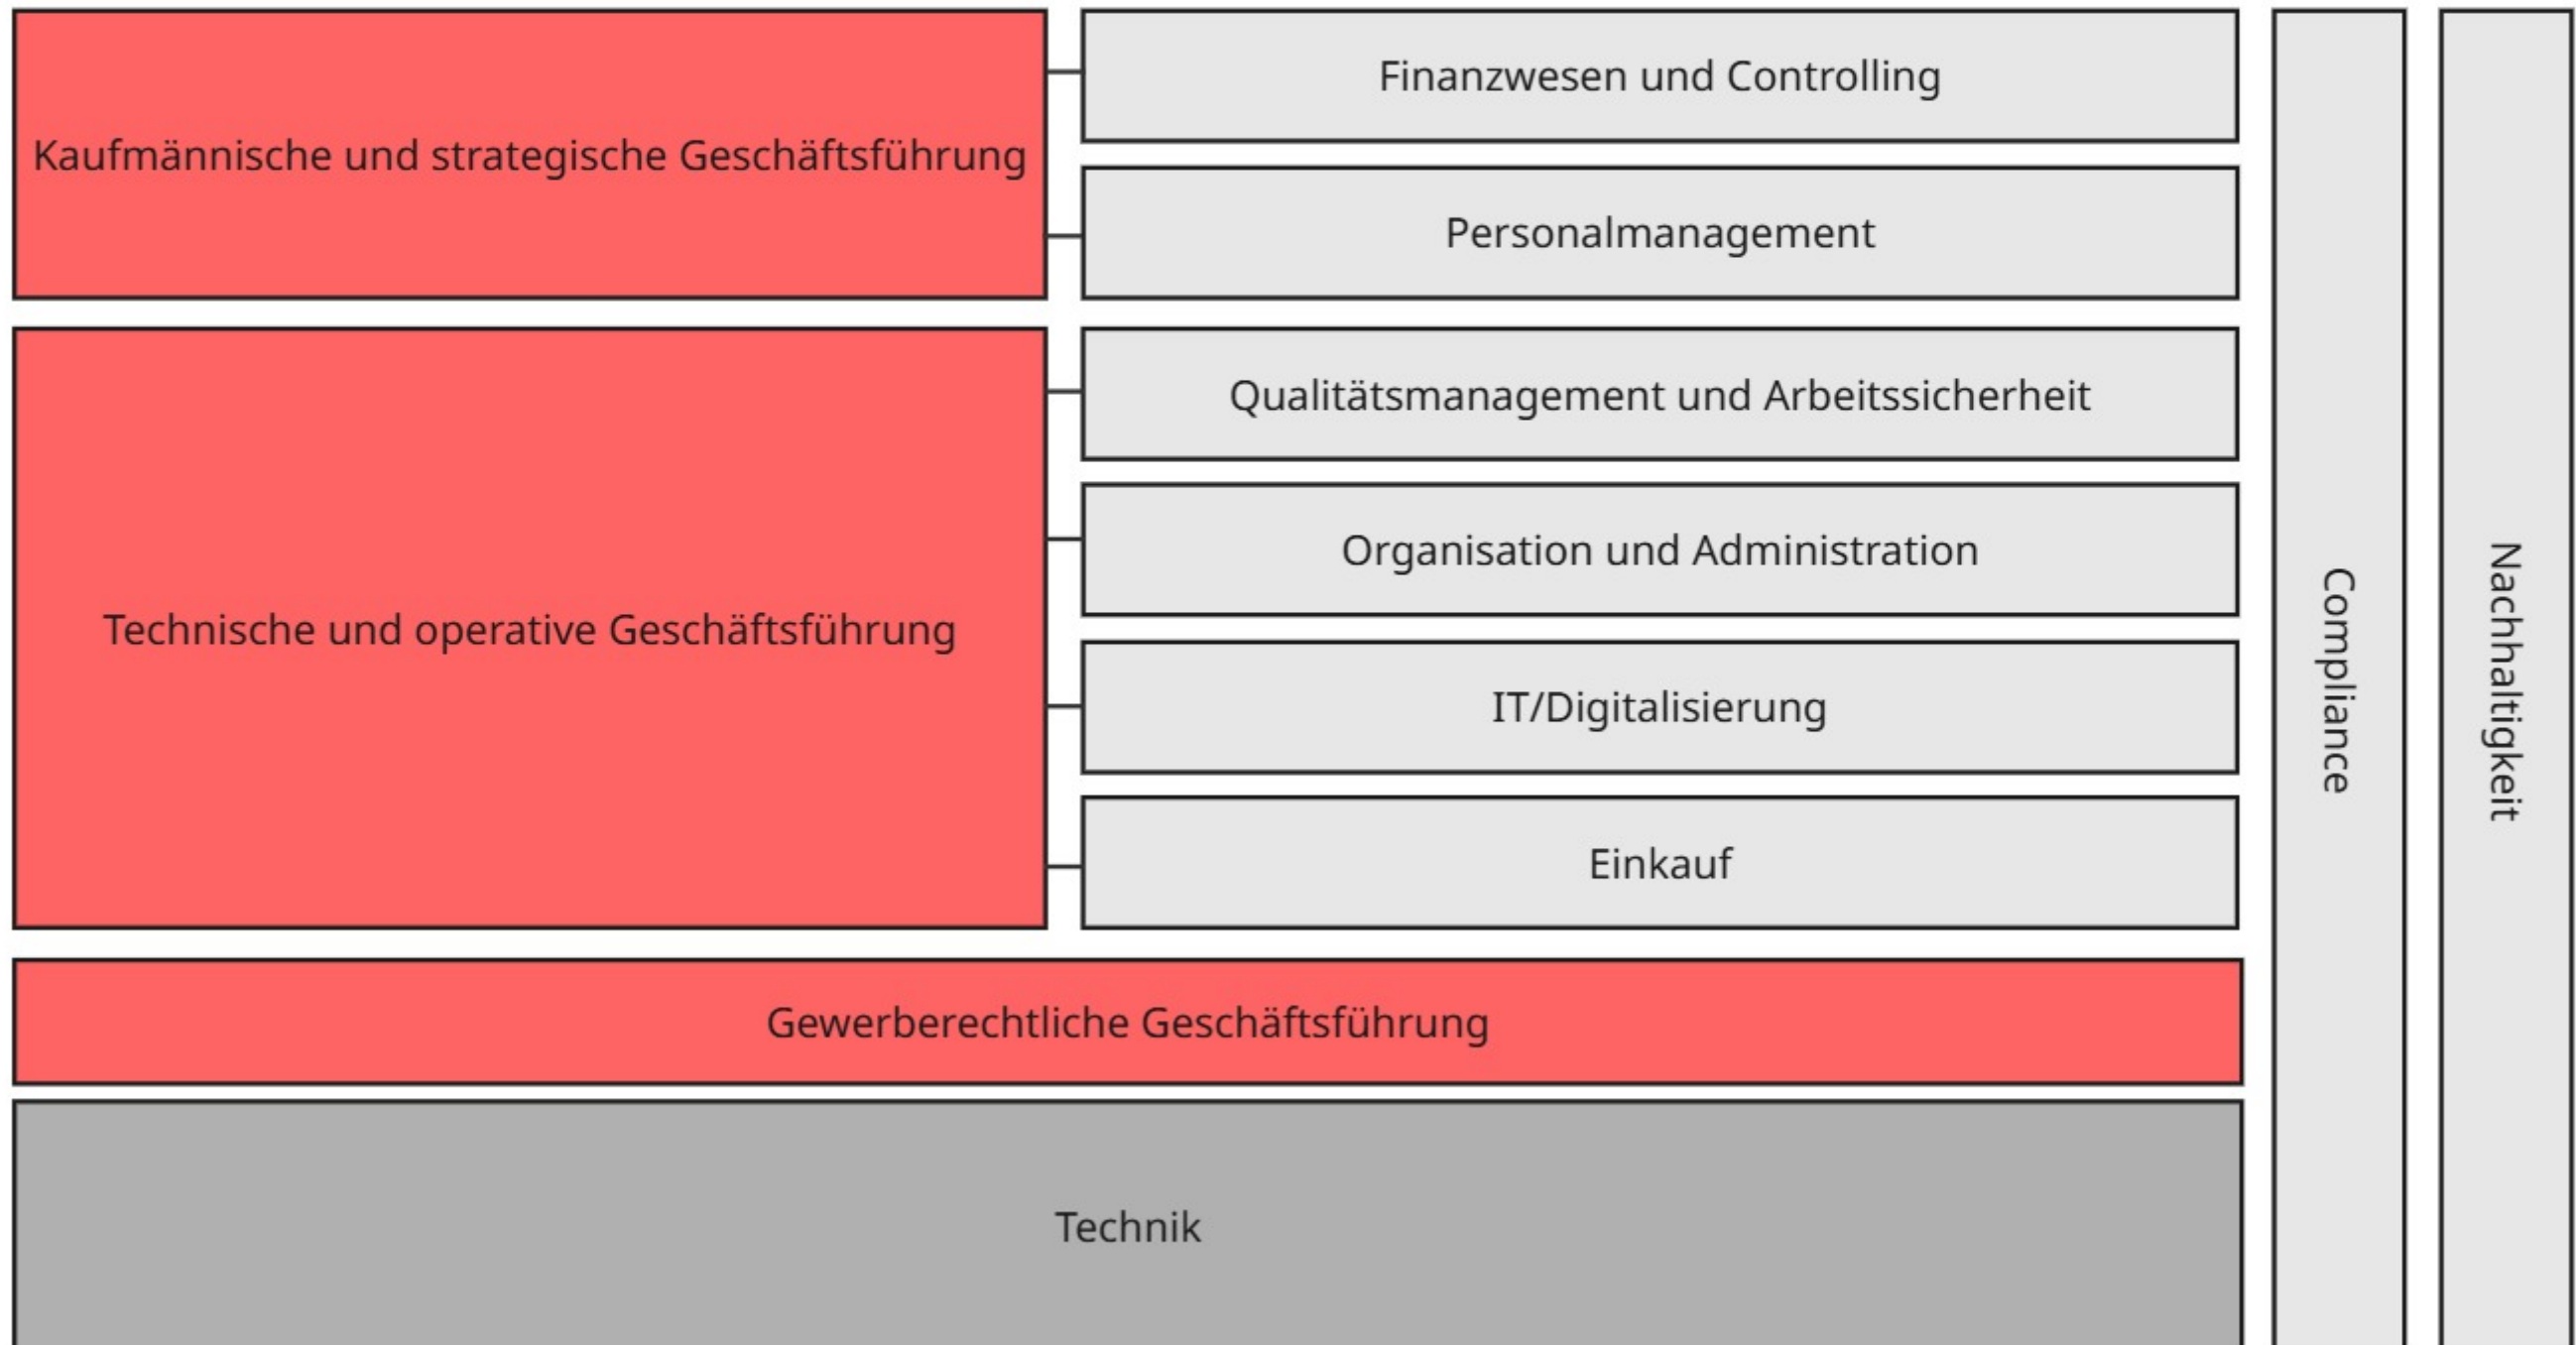 Kaufmännische und strategische Geschäftsführung
Finanzwesen und Controlling
Personalmanagement
Technische und operative Geschäftsführung
Qualitätsmanagement und Arbeitssicherheit
Organisation und Administration
IT/Digitalisierung
Einkauf
Gewerberechtliche Geschäftsführung
Technik
Compliance
Nachhaltigkeit